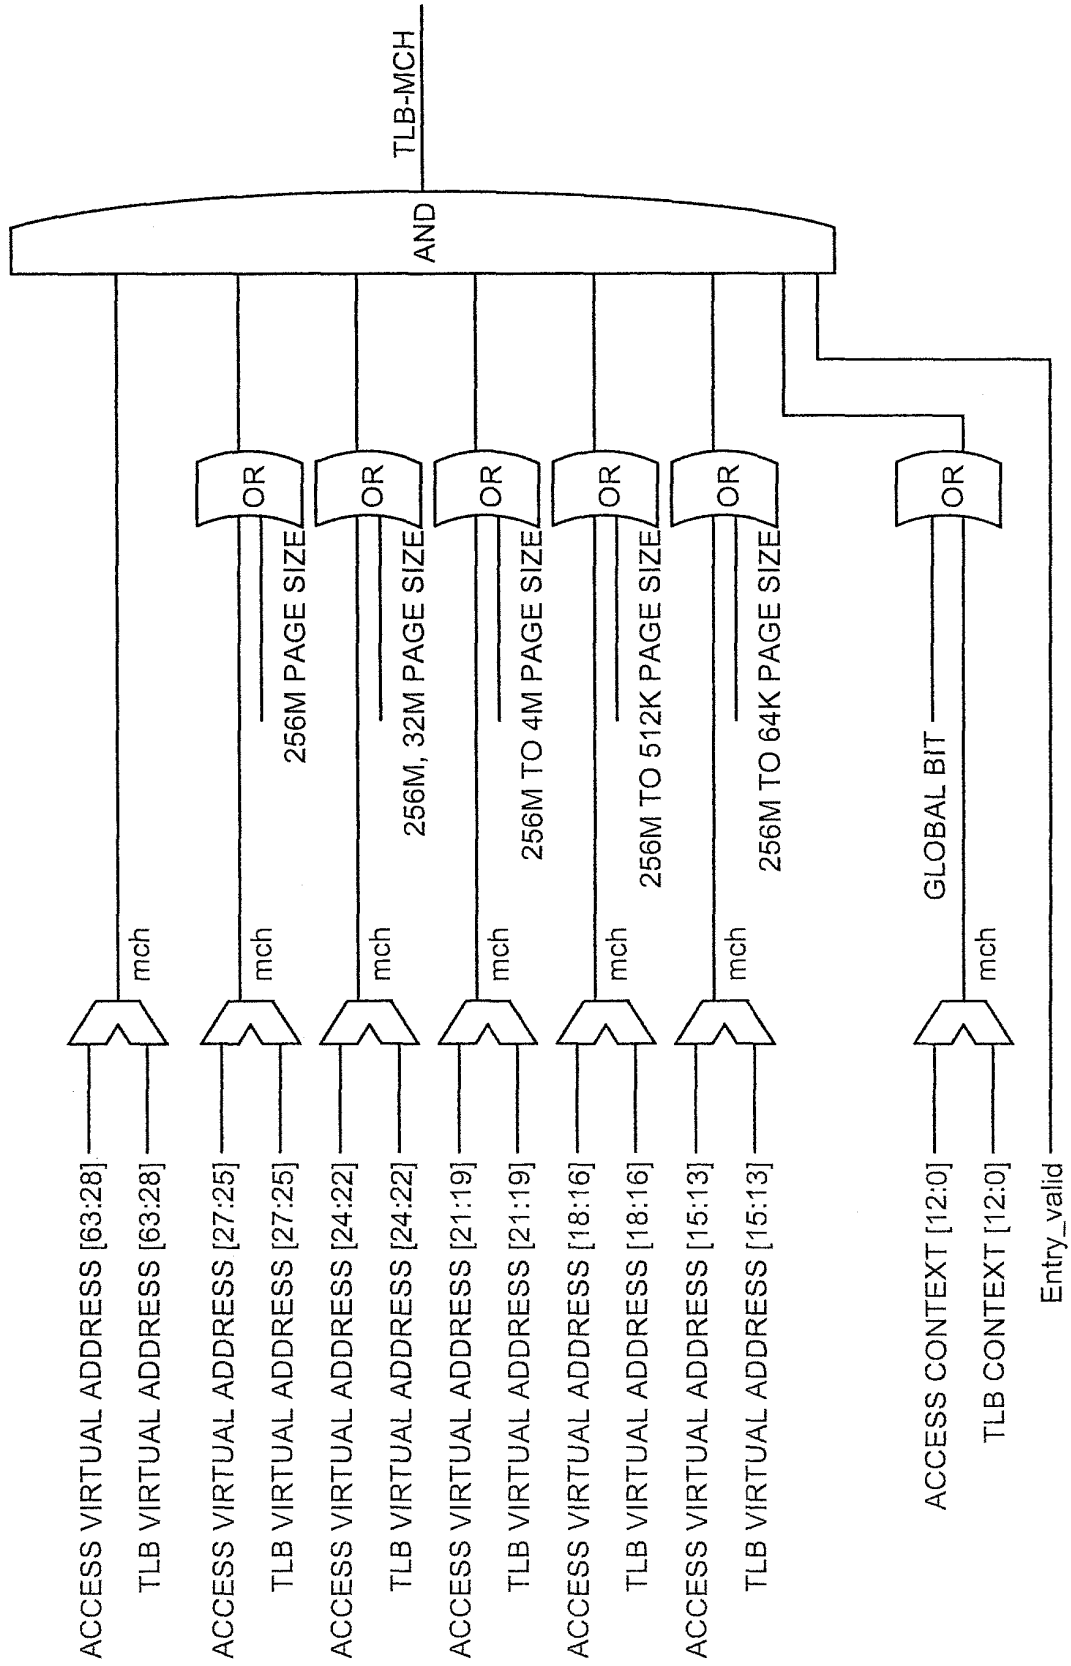 ACCESS VIRTUAL ADDRESS [63:28]
TLB VIRTUAL ADDRESS [63:28]
mch
ACCESS VIRTUAL ADDRESS [27:25]
TLB VIRTUAL ADDRESS [27:25]
mch
256M PAGE SIZE
OR
ACCESS VIRTUAL ADDRESS [24:22]
TLB VIRTUAL ADDRESS [24:22]
mch
256M, 32M PAGE SIZE
OR
ACCESS VIRTUAL ADDRESS [21:19]
TLB VIRTUAL ADDRESS [21:19]
mch
256M TO 4M PAGE SIZE
OR
AND
TLB-MCH
ACCESS VIRTUAL ADDRESS [18:16]
TLB VIRTUAL ADDRESS [18:16]
mch
256M TO 512K PAGE SIZE
OR
ACCESS VIRTUAL ADDRESS [15:13]
TLB VIRTUAL ADDRESS [15:13]
mch
256M TO 64K PAGE SIZE
OR
ACCESS CONTEXT [12:0]
TLB CONTEXT [12:0]
mch
GLOBAL BIT
OR
Entry_valid